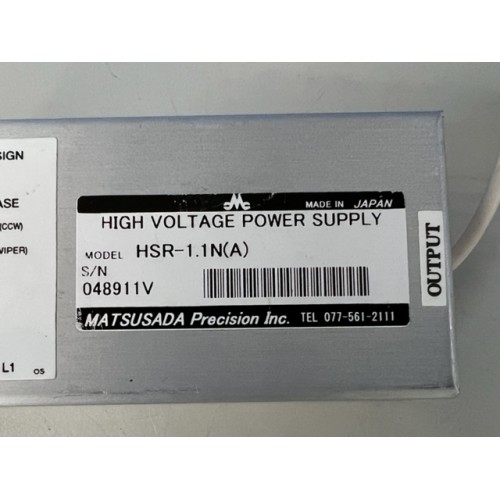 SIGN
ASE
(CCW)
WIPER)
L1 OS
MADE IN JAPAN
HIGH VOLTAGE POWER SUPPLY
MODEL HSR-1.1N(A)
S/N
048911V
MATSUSADA Precision Inc. TEL 077-561-2111
OUTPUT